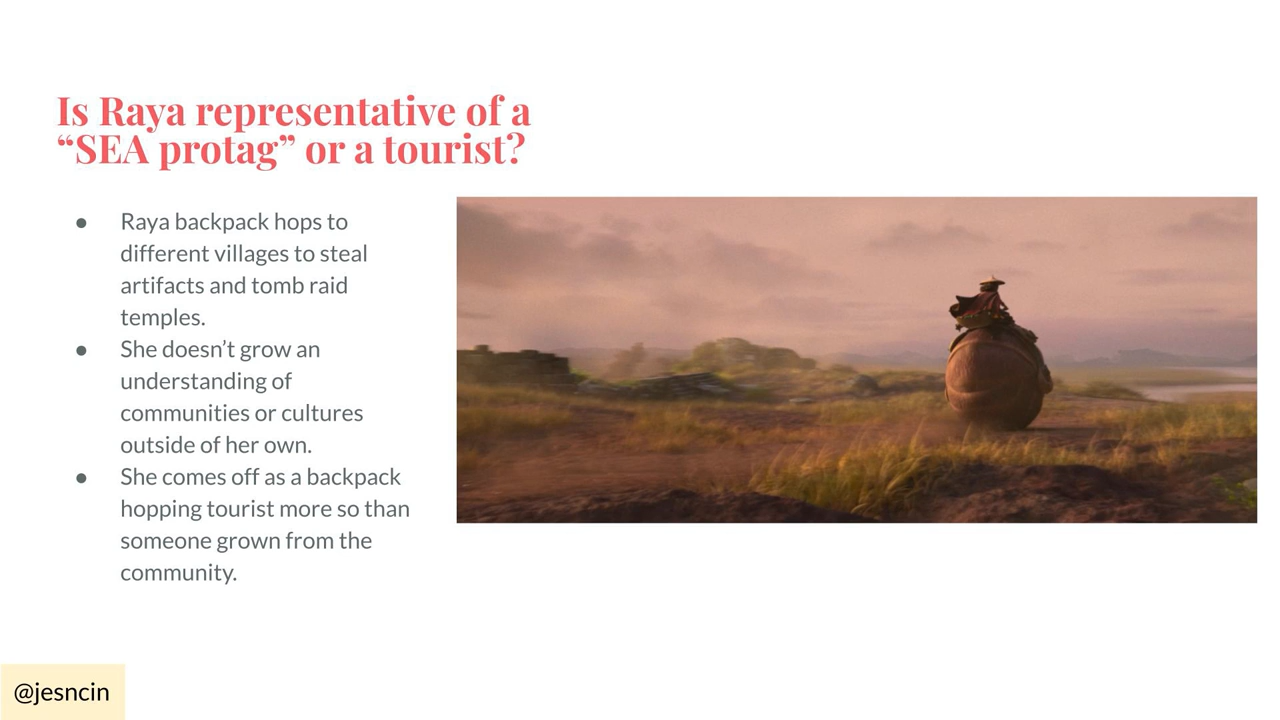 Is Raya representative of a
“SEA protag” or a tourist?
● Raya backpack hops to
different villages to steal
artifacts and tomb raid
temples.
● She doesn’t grow an
understanding of
communities or cultures
outside of her own.
● She comes off as a backpack
hopping tourist more so than
someone grown from the
community.
@jesncin